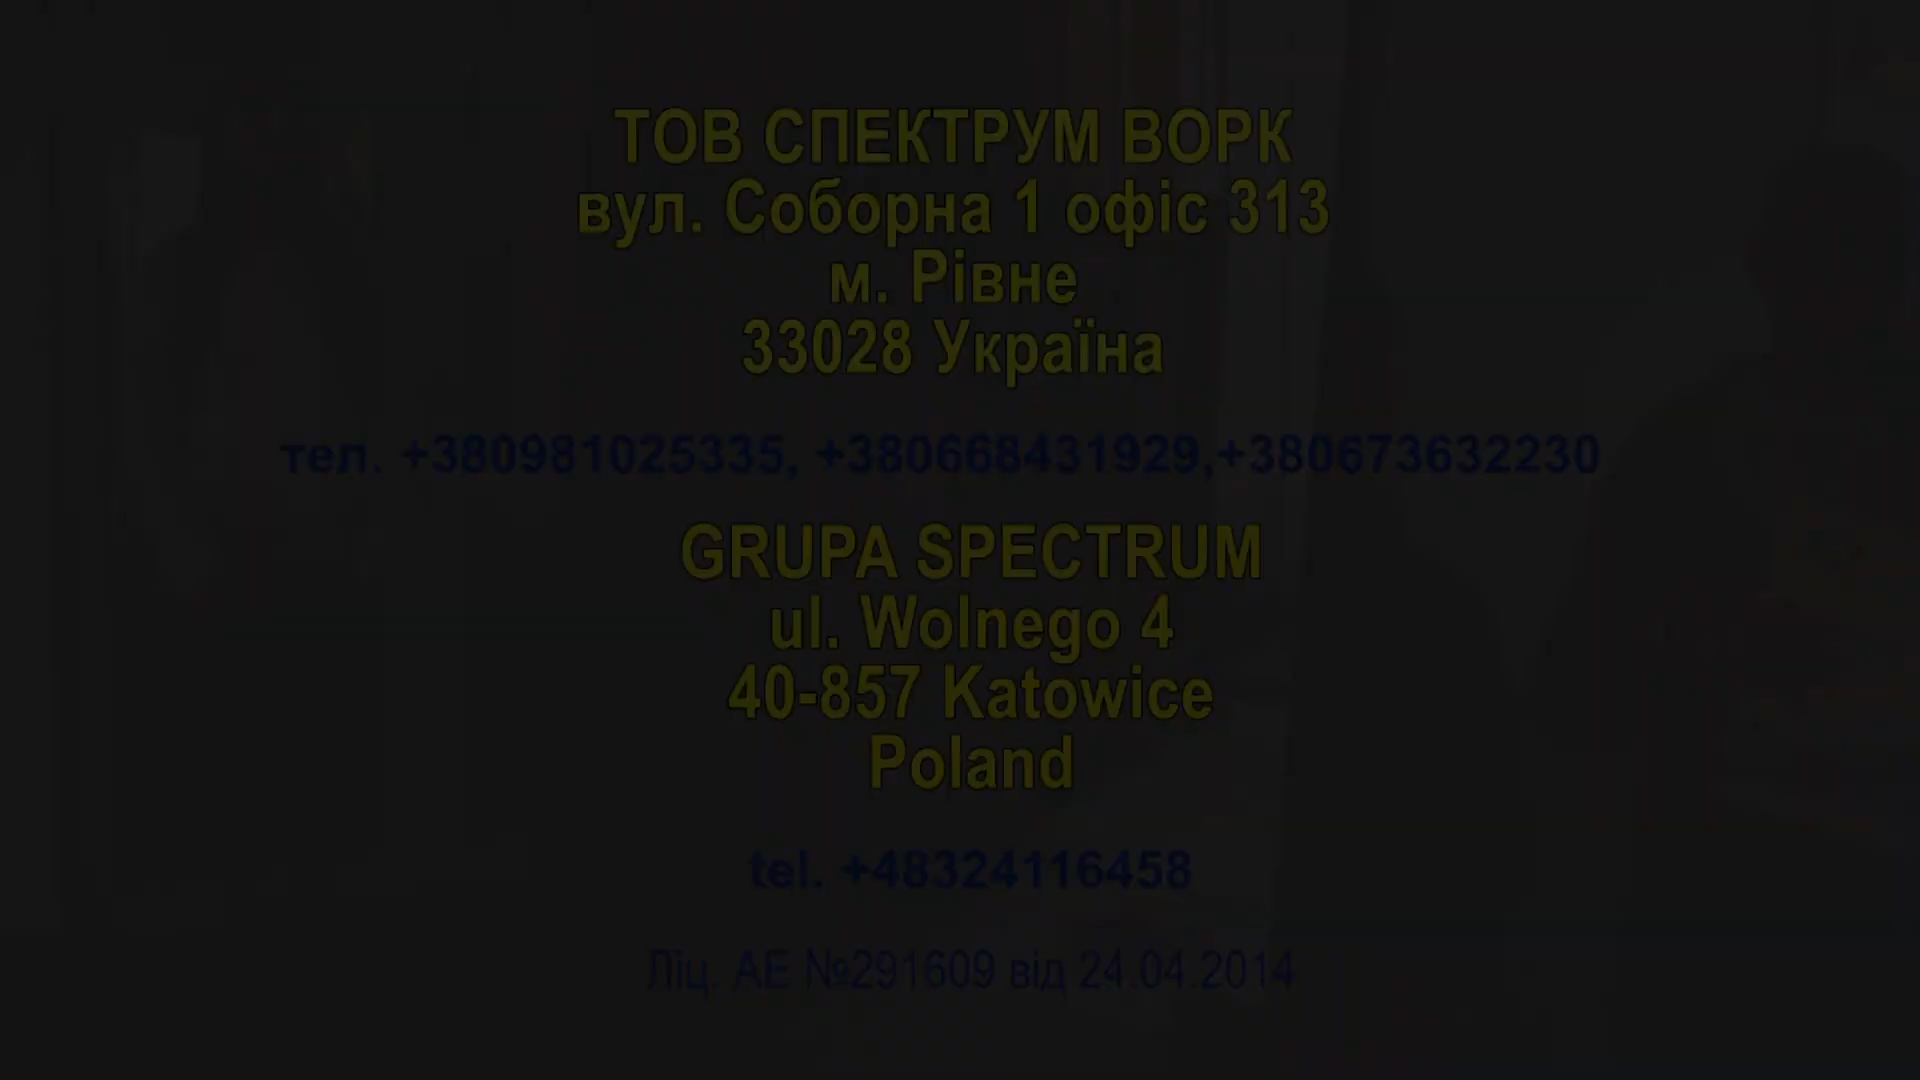 ТОВ СПЕКТРУМ ВОРК
вул. Соборна 1 офіс 313
м. Рівне
33028 Україна
тел. +380981025335, +380668431929,+380673632230
GRUPA SPECTRUM
ul. Wolnego 4
40-857 Katowice
Poland
tel. +48324116458
Ліц. АЕ №291609 від 24.04.2014